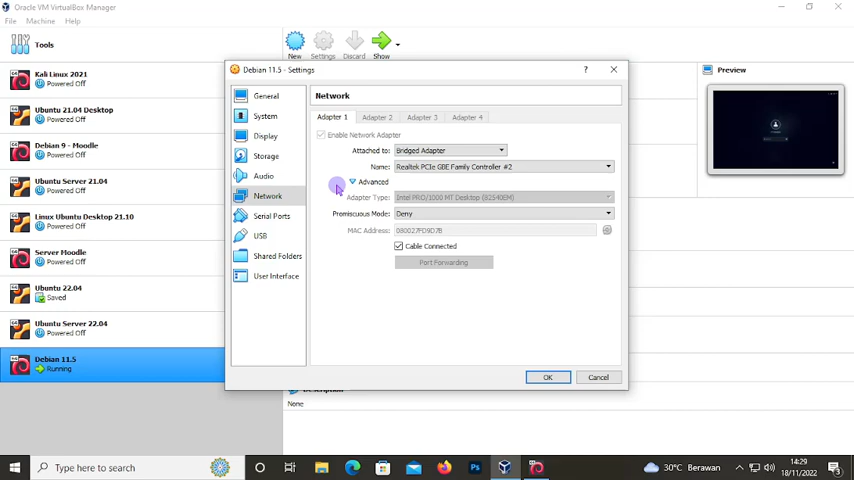 Oracle VM VirtualBox Manager
File Machine Help
Tools
New Settings Discard Show
Preview
Kali Linux 2021
Powered Off
Ubuntu 21.04 Desktop
Powered Off
Debian 9 - Moodle
Powered Off
Ubuntu Server 21.04
Powered Off
Linux Ubuntu Desktop 21.10
Powered Off
Server Moodle
Powered Off
Ubuntu 22.04
Saved
Ubuntu Server 22.04
Powered Off
Debian 11.5
Running
Debian 11.5 - Settings
General
System
Display
Storage
Audio
Network
Serial Ports
USB
Shared Folders
User Interface
Network
Adapter 1 Adapter 2 Adapter 3 Adapter 4
Enable Network Adapter
Attached to: Bridged Adapter
Name: Realtek PCIe GBE Family Controller #2
Advanced
Adapter Type: Intel PRO/1000 MT Desktop (82540EM)
Promiscuous Mode: Deny
MAC Address: 080027FD9D7B
Cable Connected
Port Forwarding
OK Cancel
Description
None
Type here to search
30°C Berawan
14:29
18/11/2022
3